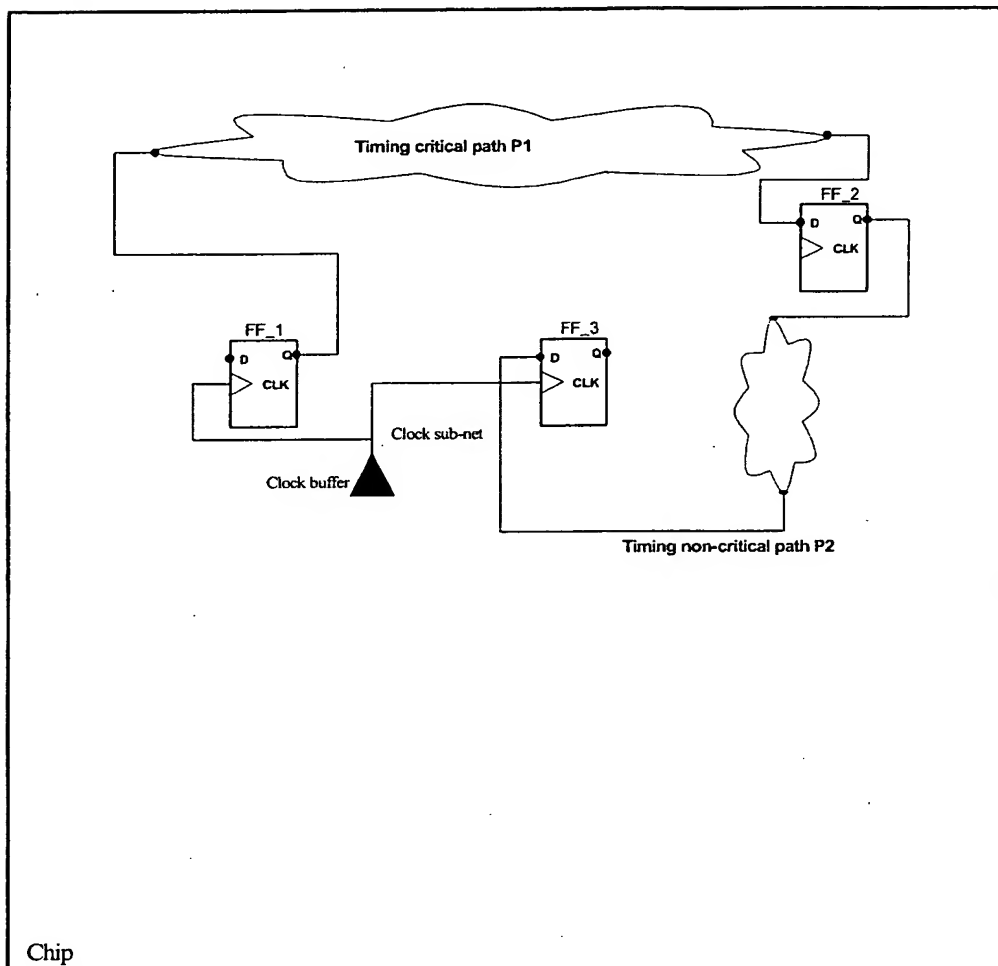 Timing critical path P1
FF_2
D Q
CLK
FF_1
D Q
CLK
FF_3
D Q
CLK
Clock sub-net
Clock buffer
Timing non-critical path P2
Chip